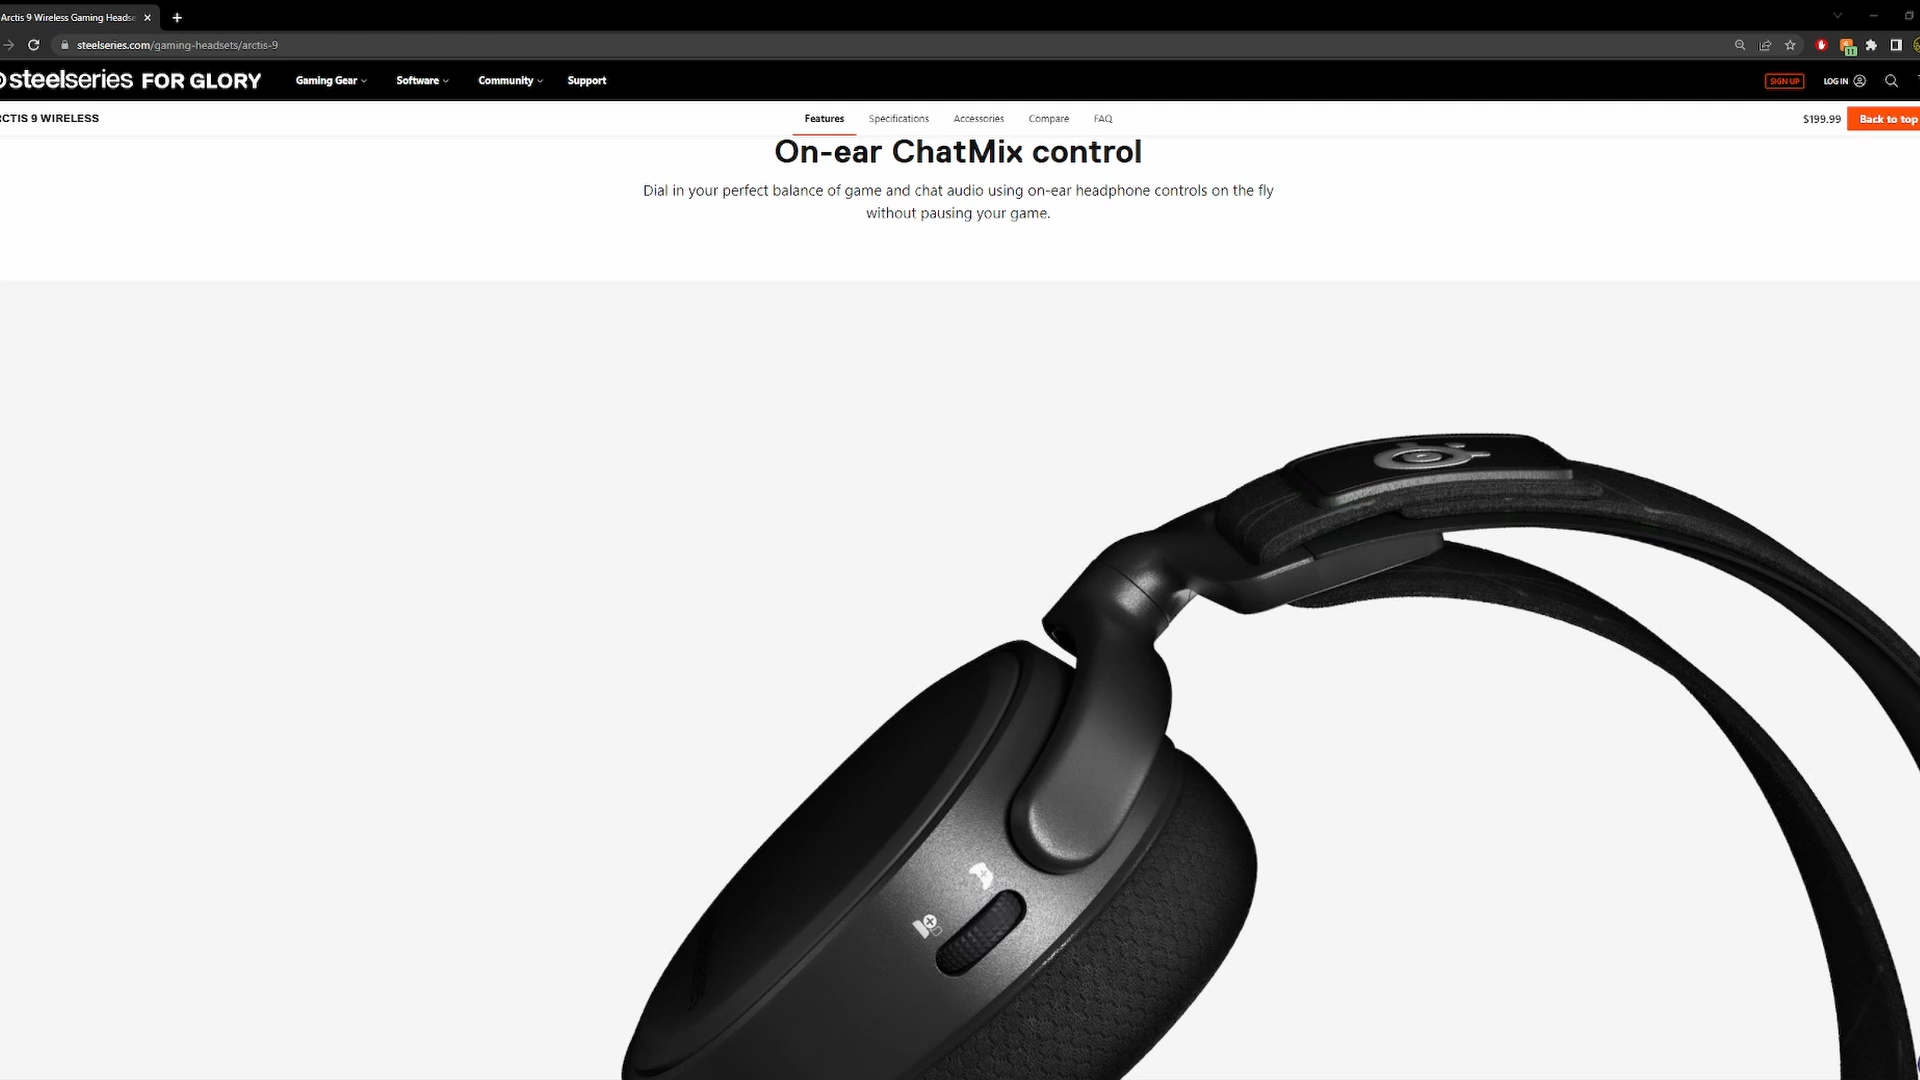 Arctis 9 Wireless Gaming Headse
steelseries.com/gaming-headsets/arctis-9
11
steelseries FOR GLORY
Gaming Gear
Software
Community
Support
SIGN UP
LOG IN
RCTIS 9 WIRELESS
Features
Specifications
Accessories
Compare
FAQ
$199.99
Back to top
On-ear ChatMix control
Dial in your perfect balance of game and chat audio using on-ear headphone controls on the fly
without pausing your game.